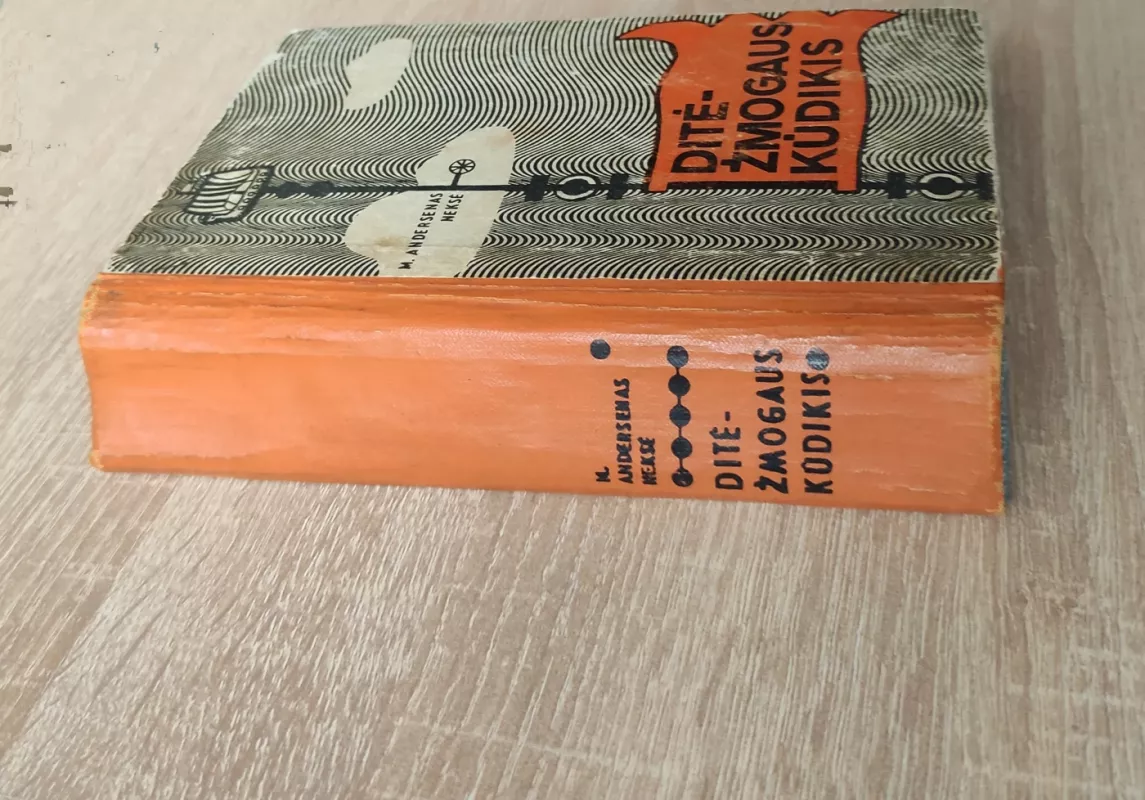 DITĖ-
ŽMOGAUS
KŪDIKIS
M. ANDERSENAS
NEKSĖ
M.
ANDERSENAS
NEKSĖ
DITĖ-
ŽMOGAUS
KŪDIKIS